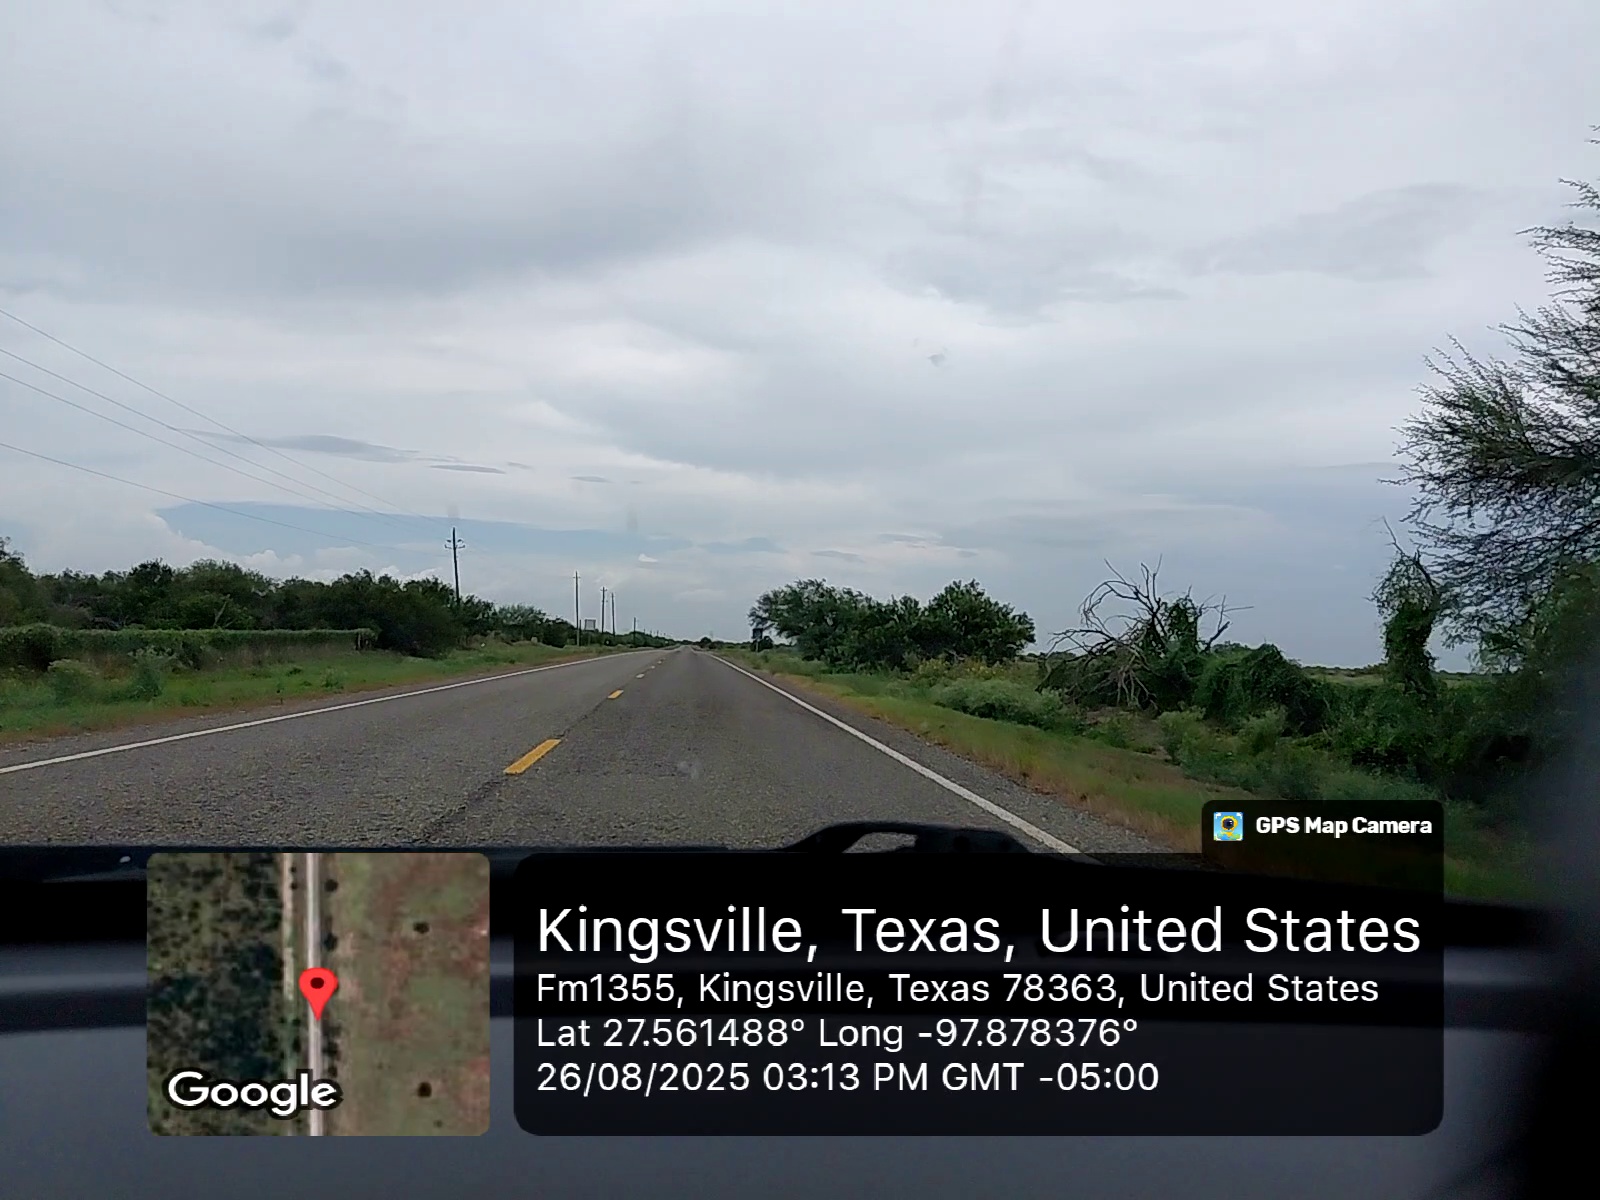 GPS Map Camera
Kingsville, Texas, United States
Fm1355, Kingsville, Texas 78363, United States
Lat 27.561488° Long -97.878376°
26/08/2025 03:13 PM GMT -05:00
Google